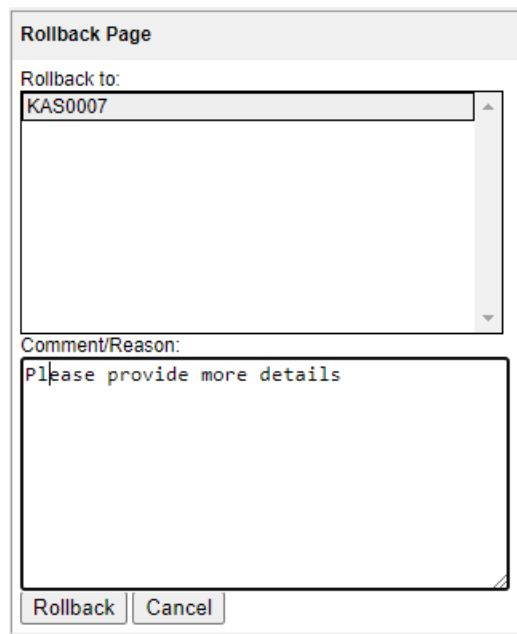 Rollback Page
Rollback to:
KAS0007
Comment/Reason:
Please provide more details
Rollback Cancel